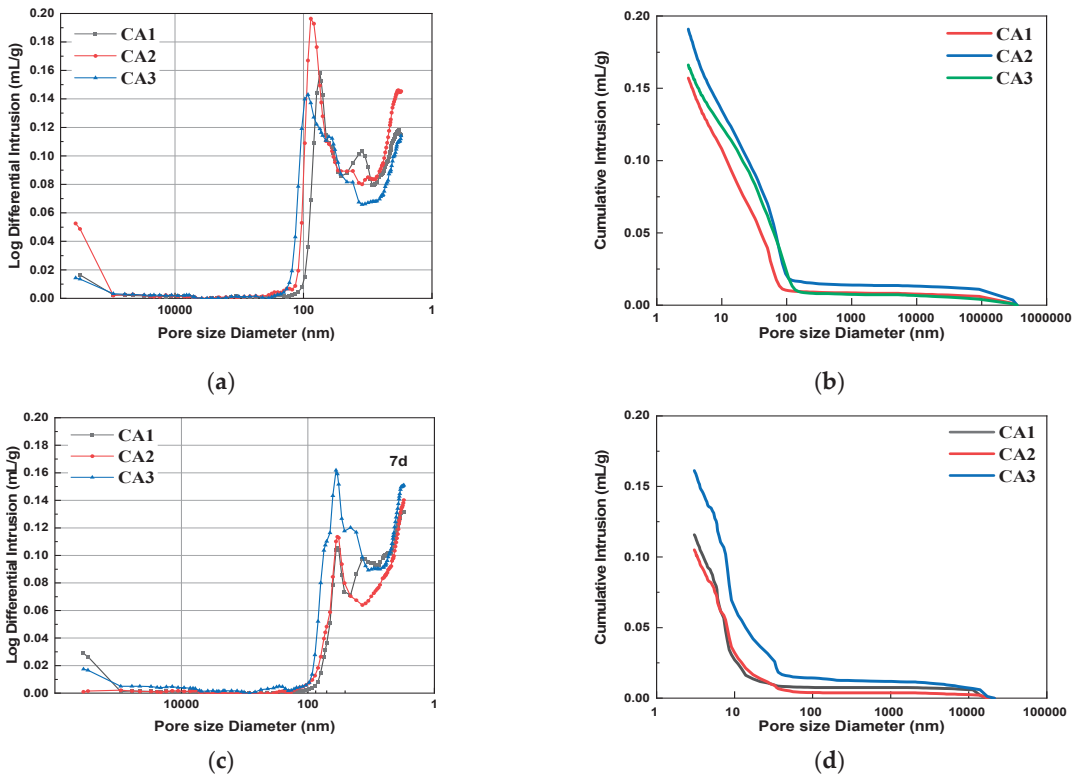 0.20
0.18
0.16
0.14
0.12
0.10
0.08
0.06
0.04
0.02
0.00
Log Differential Intrusion (mL/g)
CA1
CA2
CA3
10000 100 1
Pore size Diameter (nm)
(a)
0.20
0.15
0.10
0.05
0.00
Cumulative Intrusion (mL/g)
CA1
CA2
CA3
1 10 100 1000 10000 100000 1000000
Pore size Diameter (nm)
(b)
0.20
0.18
0.16
0.14
0.12
0.10
0.08
0.06
0.04
0.02
0.00
Log Differential Intrusion (mL/g)
CA1
CA2
CA3
7d
10000 100 1
Pore size Diameter (nm)
(c)
0.20
0.15
0.10
0.05
0.00
Cumulative Intrusion (mL/g)
CA1
CA2
CA3
1 10 100 1000 10000 100000
Pore size Diameter (nm)
(d)